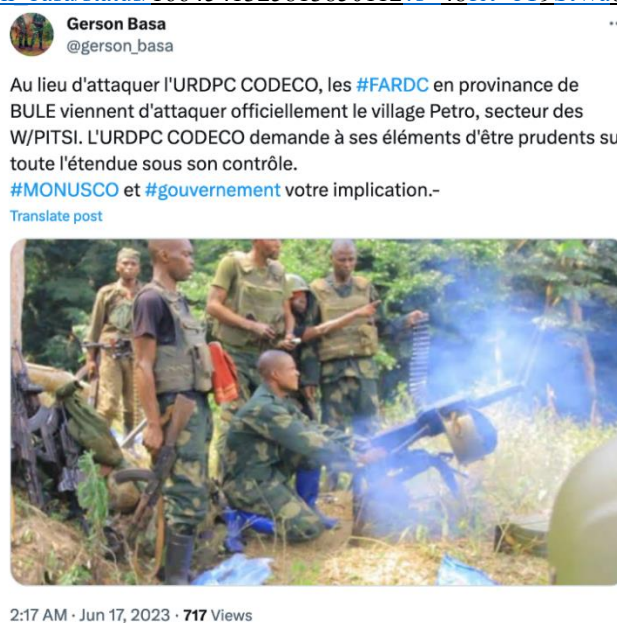 Gerson Basa
@gerson_basa
Au lieu d'attaquer l'URDPC CODECO, les #FARDC en provinance de
BULE viennent d'attaquer officiellement le village Petro, secteur des
W/PITSI. L'URDPC CODECO demande à ses éléments d'être prudents su
toute l'étendue sous son contrôle.
#MONUSCO et #gouvernement votre implication.-
Translate post
2:17 AM · Jun 17, 2023 · 717 Views